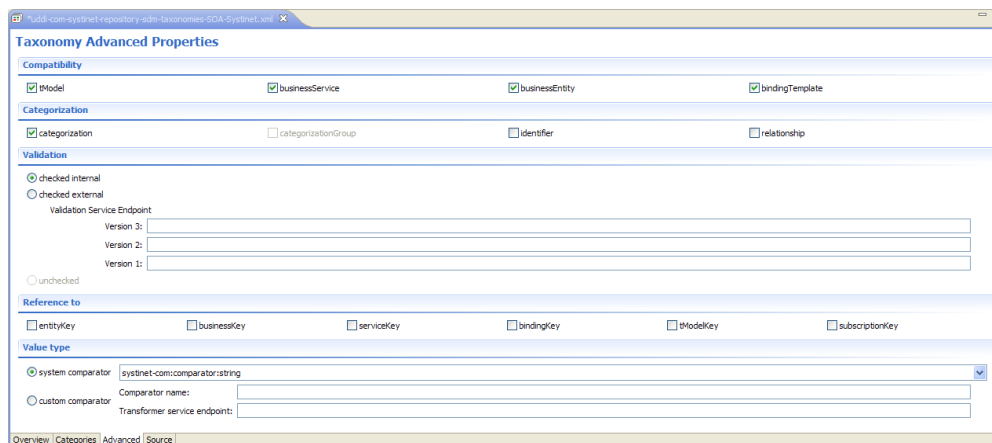 *uddi-com-systinet-repository-sdm-taxonomies-SOA-Systinet.xml
Taxonomy Advanced Properties
Compatibility
tModel businessService businessEntity bindingTemplate
Categorization
categorization categorizationGroup identifier relationship
Validation
checked internal
checked external
Validation Service Endpoint
Version 3:
Version 2:
Version 1:
unchecked
Reference to
entityKey businessKey serviceKey bindingKey tModelKey subscriptionKey
Value type
system comparator systinet-com:comparator:string
Comparator name:
custom comparator
Transformer service endpoint:
Overview Categories Advanced Source